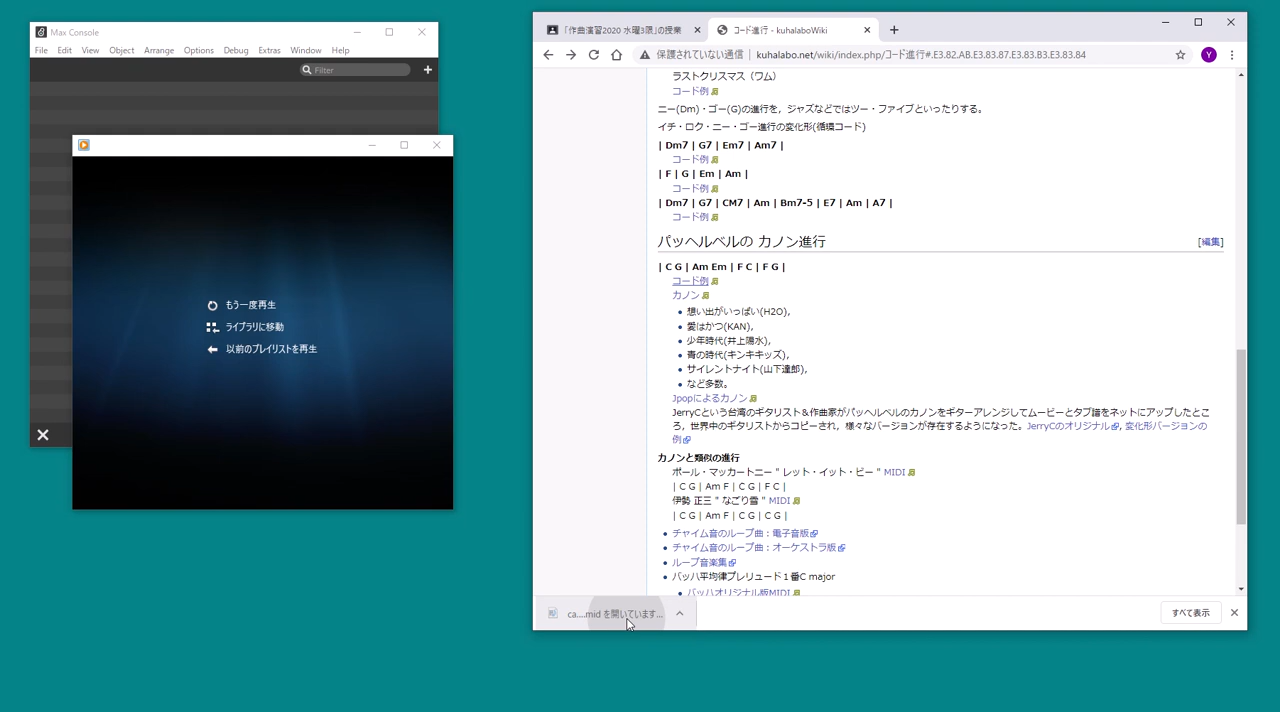 Max Console
File Edit View Object Arrange Options Debug Extras Window Help
Filter
もう一度再生
ライブラリに移動
以前のプレイリストを再生
「作曲演習2020 水曜3限」の授業
コード進行 - kuhalaboWiki
保護されていない通信 | kuhalabo.net/wiki/index.php/コード進行#.E3.82.AB.E3.83.87.E3.83.B3.E3.83.84
Y
ラストクリスマス（ワム）
コード例
ニー(Dm)・ゴー(G)の進行を，ジャズなどではツー・ファイブといったりする。
イチ・ロク・ニー・ゴー進行の変化形(循環コード)
| Dm7 | G7 | Em7 | Am7 |
コード例
| F | G | Em | Am |
コード例
| Dm7 | G7 | CM7 | Am | Bm7-5 | E7 | Am | A7 |
コード例
パッヘルベルの カノン進行
[編集]
| C G | Am Em | F C | F G |
コード例
カノン
想い出がいっぱい(H2O),
愛はかつ(KAN),
少年時代(井上陽水),
青の時代(キンキキッズ),
サイレントナイト(山下達郎),
など多数。
Jpopによるカノン
JerryCという台湾のギタリスト＆作曲家がパッヘルベルのカノンをギターアレンジしてムービーとタブ譜をネットにアップしたとこ
ろ，世界中のギタリストからコピーされ，様々なバージョンが存在するようになった。JerryCのオリジナル, 変化形バージョンの
例
カノンと類似の進行
ポール・マッカートニー " レット・イット・ビー " MIDI
| C G | Am F | C G | F C |
伊勢 正三 " なごり雪 " MIDI
| C G | Am F | C G | C G |
チャイム音のループ曲：電子音版
チャイム音のループ曲：オーケストラ版
ループ音楽集
バッハ平均律プレリュード１番C major
バッハオリジナル版MIDI
ca....mid を開いています...
すべて表示